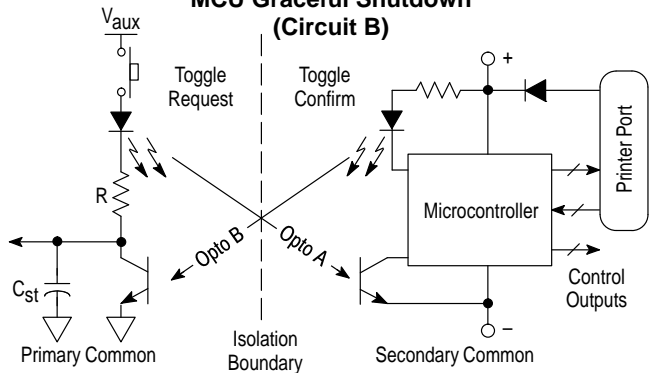 MCU Graceful Shutdown
(Circuit B)
Vaux
Toggle
Request
Toggle
Confirm
+
R
Microcontroller
Printer Port
Opto B
Opto A
Cst
Control
Outputs
Primary Common
Isolation
Boundary
Secondary Common
–